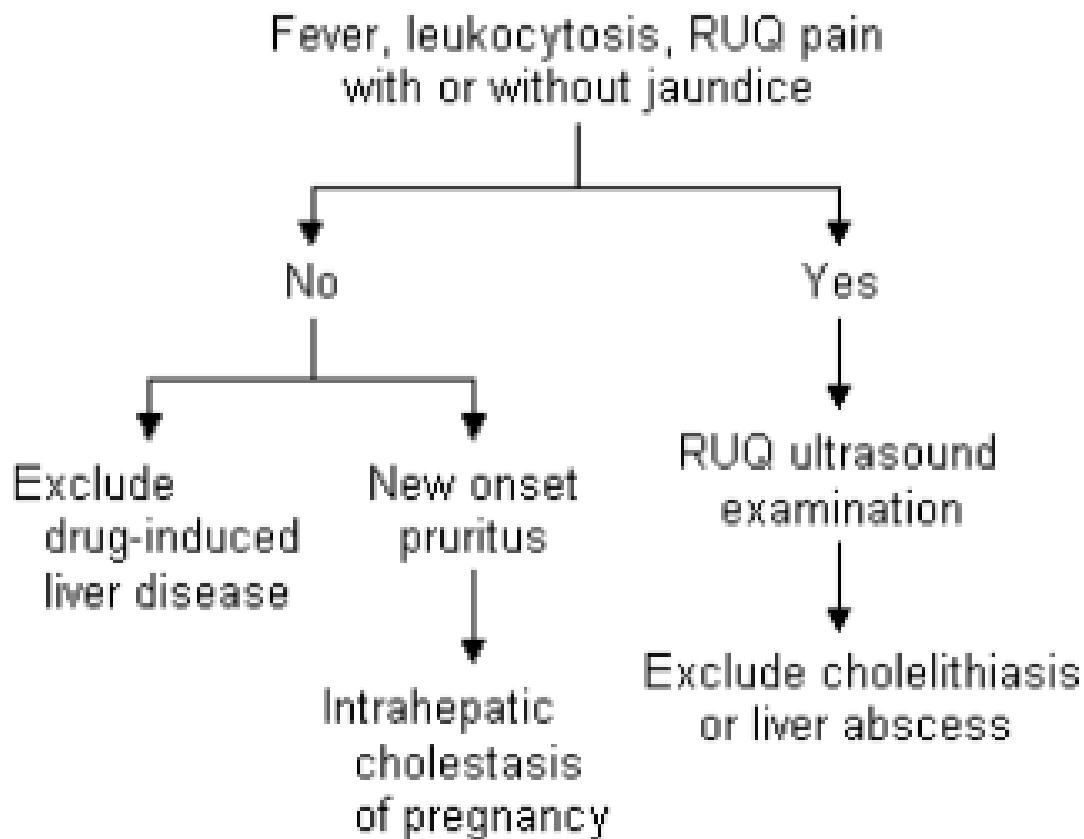 Fever, leukocytosis, RUQ pain
with or without jaundice
No
Yes
Exclude
drug-induced
liver disease
New onset
pruritus
RUQ ultrasound
examination
Intrahepatic
cholestasis
of pregnancy
Exclude cholelithiasis
or liver abscess